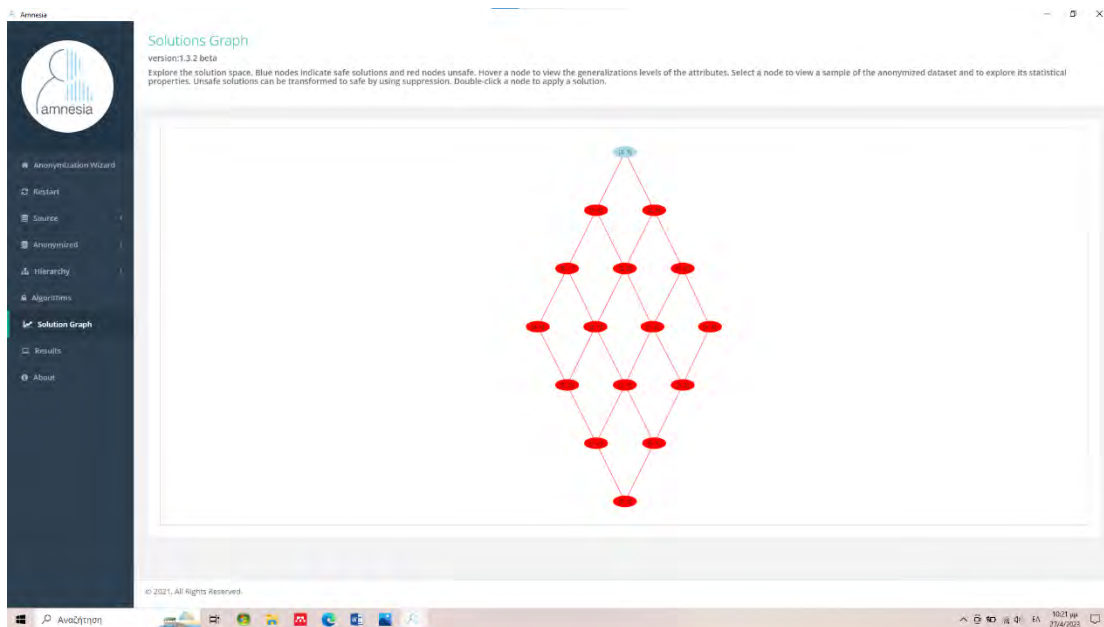 Amnesia
amnesia
Anonymization Wizard
Restart
Source
Anonymized
Hierarchy
Algorithms
Solution Graph
Results
About
Solutions Graph
version:1.3.2 beta
Explore the solution space. Blue nodes indicate safe solutions and red nodes unsafe. Hover a node to view the generalizations levels of the attributes. Select a node to view a sample of the anonymized dataset and to explore its statistical
properties. Unsafe solutions can be transformed to safe by using suppression. Double-click a node to apply a solution.
© 2021, All Rights Reserved.
Αναζήτηση
10:21 μμ
27/4/2023